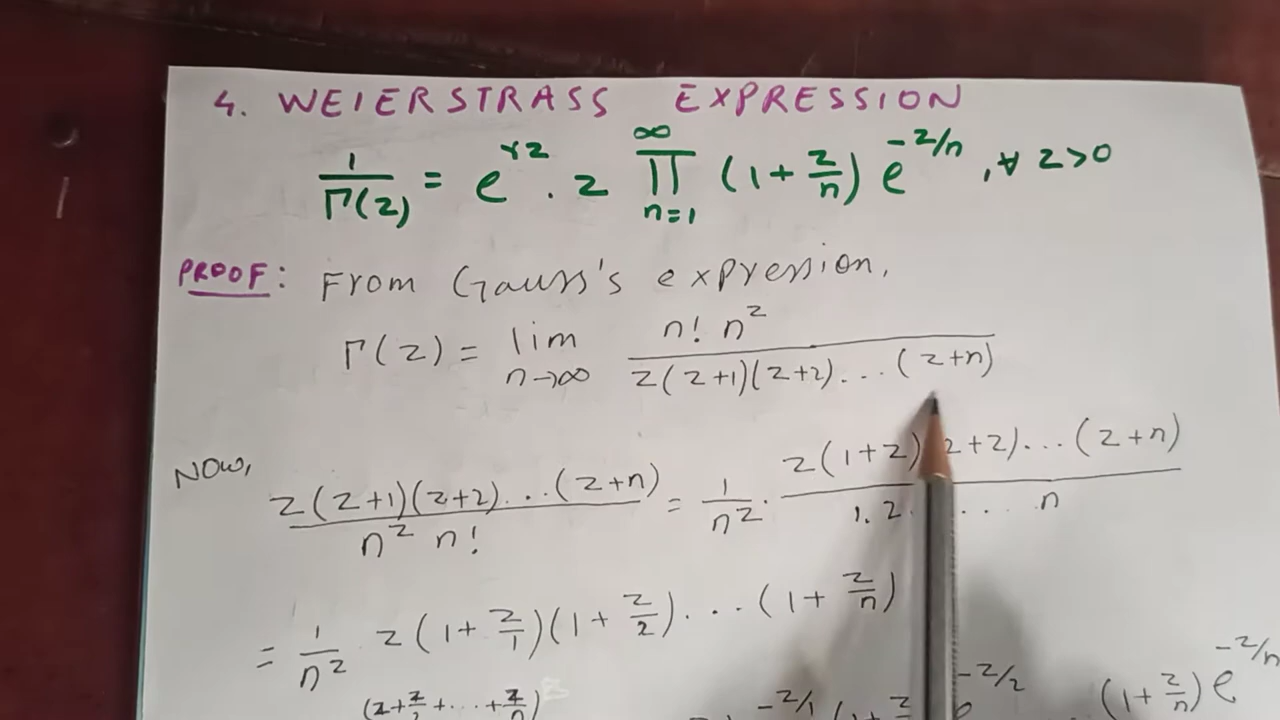 4. WEIERSTRASS EXPRESSION
1/Γ(z) = e^{γz} . z ∏_{n=1}^{∞} (1+z/n) e^{-z/n}, ∀ z>0
PROOF: From Gauss's expression,
Γ(z) = lim_{n→∞} n! n^z / z(z+1)(z+2)...(z+n)
NOW,
z(z+1)(z+2)...(z+n) / n^z n! = 1/n^z . z(1+z) z+2)...(z+n) / 1.2. ... n
= 1/n^z z(1+z/1)(1+z/2)...(1+z/n)